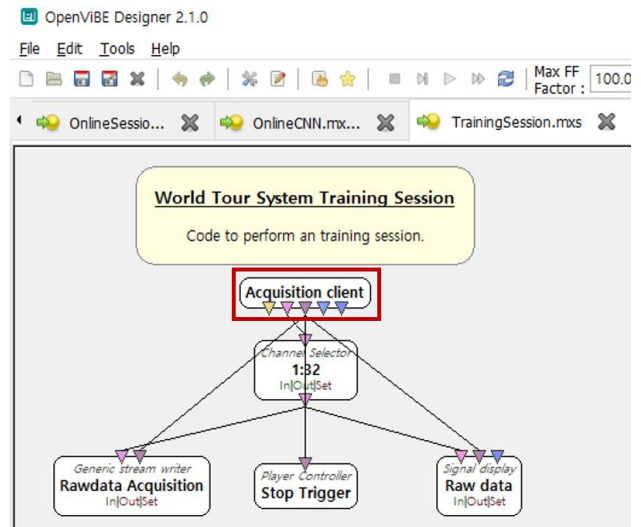 OpenViBE Designer 2.1.0
File Edit Tools Help
Max FF
Factor : 100.0
OnlineSessio... OnlineCNN.mx... TrainingSession.mxs
World Tour System Training Session
Code to perform an training session.
Acquisition client
Channel Selector
1:32
In|Out|Set
Generic stream writer
Rawdata Acquisition
In|Out|Set
Player Controller
Stop Trigger
Signal display
Raw data
In|Out|Set